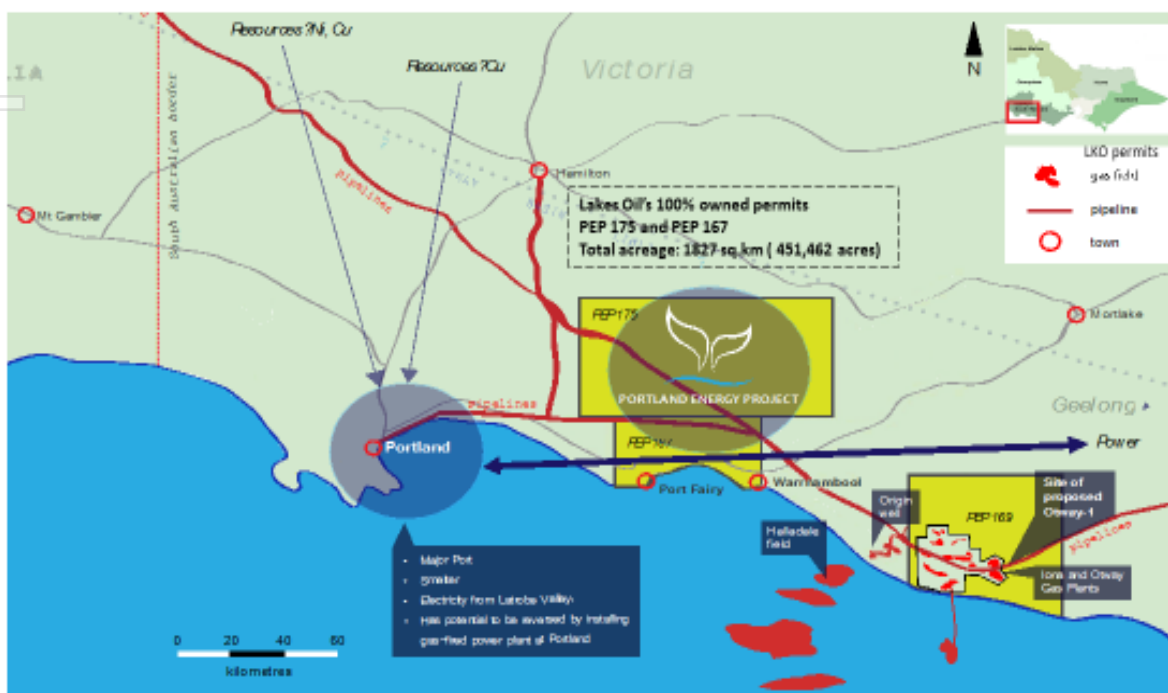 Resources ?Ni, Cu
Resources ?Cu
Victoria
N
LIA
South Australian border
pipelines
Hamilton
LKO permits
gas field
pipeline
town
Mt Gambier
Lakes Oil's 100% owned permits
PEP 175 and PEP 167
Total acreage: 1827 sq.km ( 451,462 acres)
PEP 175
Mortlake
PORTLAND ENERGY PROJECT
pipelines
Geelong
Portland
PEP 167
Power
Port Fairy
Warrnambool
Origin well
PEP 169
Site of
proposed
Otway-1
Halladale
field
pipelines
Iona and Otway
Gas Plants
• Major Port
• Smelter
• Electricity from Latrobe Valley.
• Has potential to be reversed by installing
gas-fired power plant at Portland
0 20 40 60
kilometres